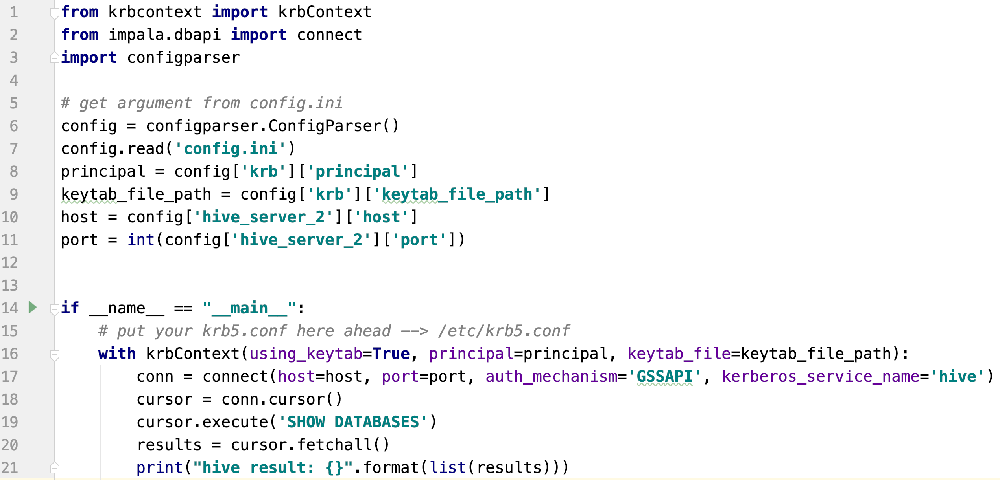 1 from krbcontext import krbContext
2 from impala.dbapi import connect
3 import configparser
4
5 # get argument from config.ini
6 config = configparser.ConfigParser()
7 config.read('config.ini')
8 principal = config['krb']['principal']
9 keytab_file_path = config['krb']['keytab_file_path']
10 host = config['hive_server_2']['host']
11 port = int(config['hive_server_2']['port'])
12
13
14 if __name__ == "__main__":
15     # put your krb5.conf here ahead --> /etc/krb5.conf
16     with krbContext(using_keytab=True, principal=principal, keytab_file=keytab_file_path):
17         conn = connect(host=host, port=port, auth_mechanism='GSSAPI', kerberos_service_name='hive')
18         cursor = conn.cursor()
19         cursor.execute('SHOW DATABASES')
20         results = cursor.fetchall()
21         print("hive result: {}".format(list(results)))